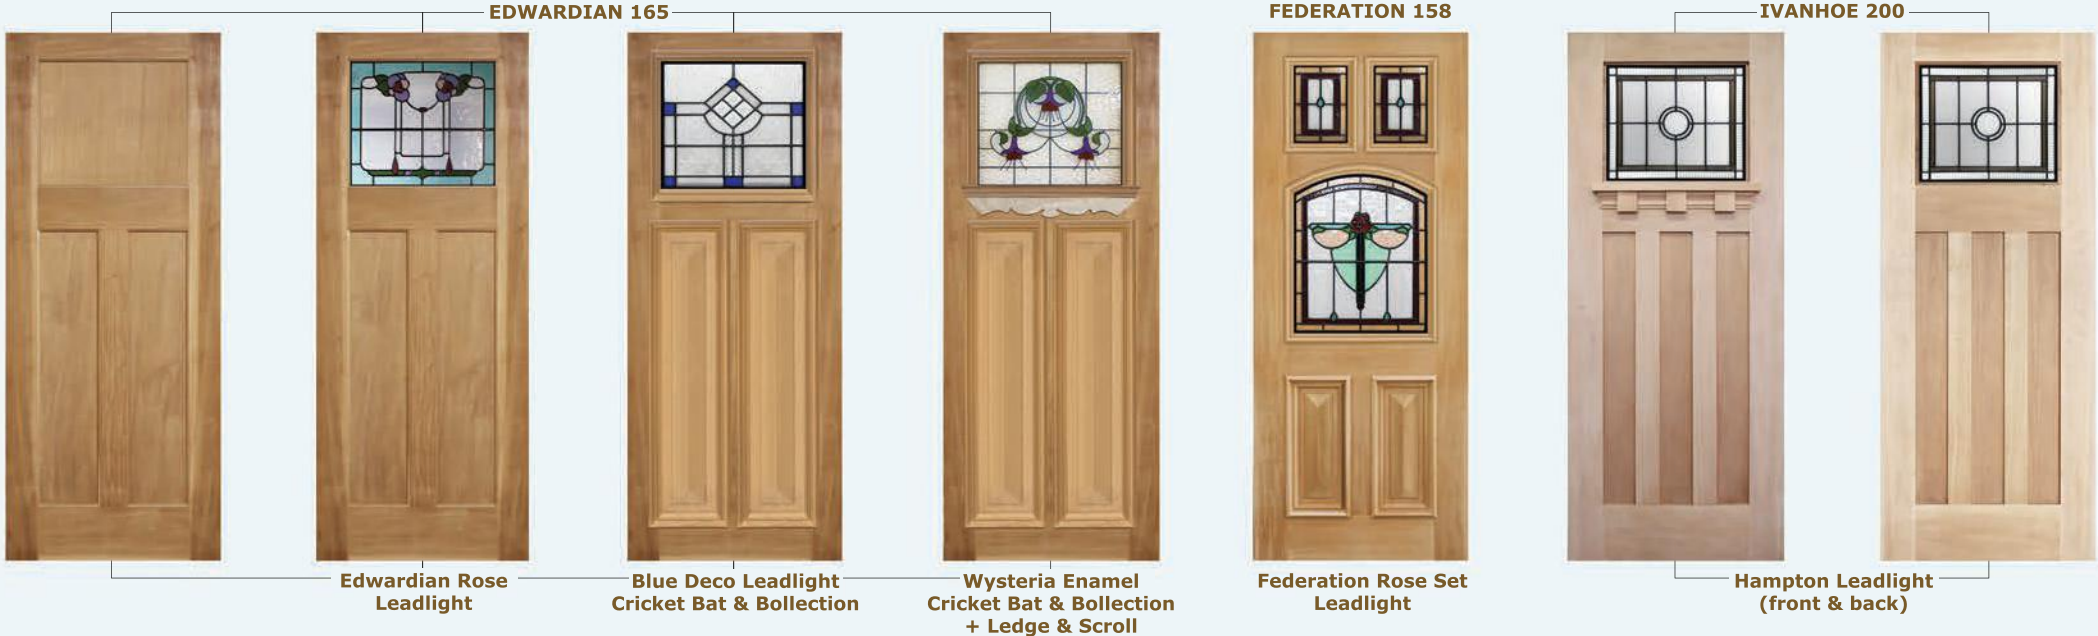 EDWARDIAN 165
FEDERATION 158
IVANHOE 200
Edwardian Rose
Leadlight
Blue Deco Leadlight
Cricket Bat & Bollection
Wysteria Enamel
Cricket Bat & Bollection
+ Ledge & Scroll
Federation Rose Set
Leadlight
Hampton Leadlight
(front & back)